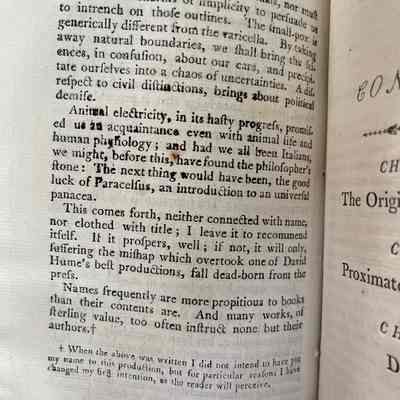 of simplicity to persuade us
to intrench on those outlines. The small-pox is
generically different from the varicella. By taking
away natural boundaries, we shall bring the sci-
ences, in confusion, about our ears, and precipi-
tate ourselves into a chaos of uncertainties. A dis-
respect to civil distinctions, brings about political
demise.
Animal electricity, in its hasty progress, promis-
ed us an acquaintance even with animal life and
human physiology; and had we all been Italians,
we might, before this, have found the philosopher's
stone: The next thing would have been, the good
luck of Paracelsus, an introduction to an universal
panacea.
This comes forth, neither connected with name,
nor clothed with title; I leave it to recommend
itself. If it prospers, well; if not, it will only,
suffering the mishap which overtook one of David
Hume's best productions, fall dead-born from the
press.
Names frequently are more propitious to books
than their contents are. And many works, of
sterling value, too often instruct none but their
authors.†
† When the above was written I did not intend to have put
my name to this production, but for particular reasons I have
changed my first intention, as the reader will perceive.
CON
CH
The Origi
C
Proximate
CH
D